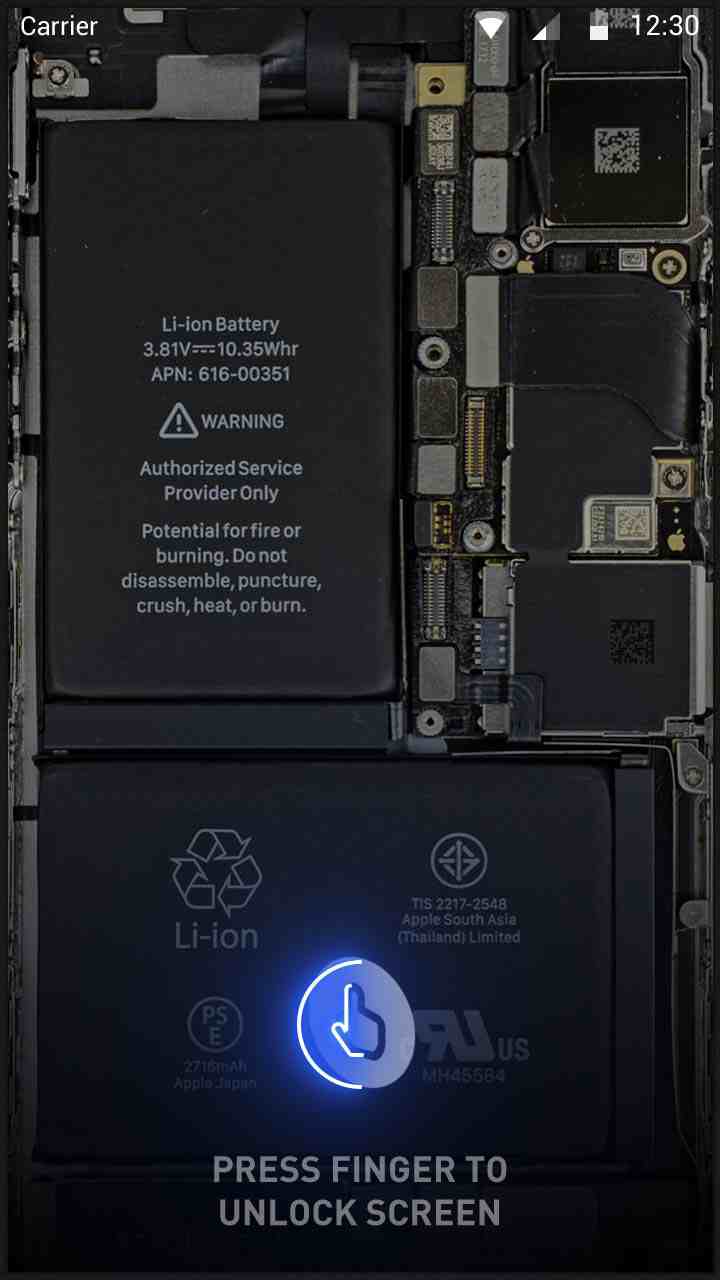 Carrier
12:30
Li-ion Battery
3.81V⎓10.35Whr
APN: 616-00351
WARNING
Authorized Service
Provider Only
Potential for fire or
burning. Do not
disassemble, puncture,
crush, heat, or burn.
Li-ion
TIS 2217-2548
Apple South Asia
(Thailand) Limited
PS
E
2716mAh
Apple Japan
US
MH45584
PRESS FINGER TO
UNLOCK SCREEN